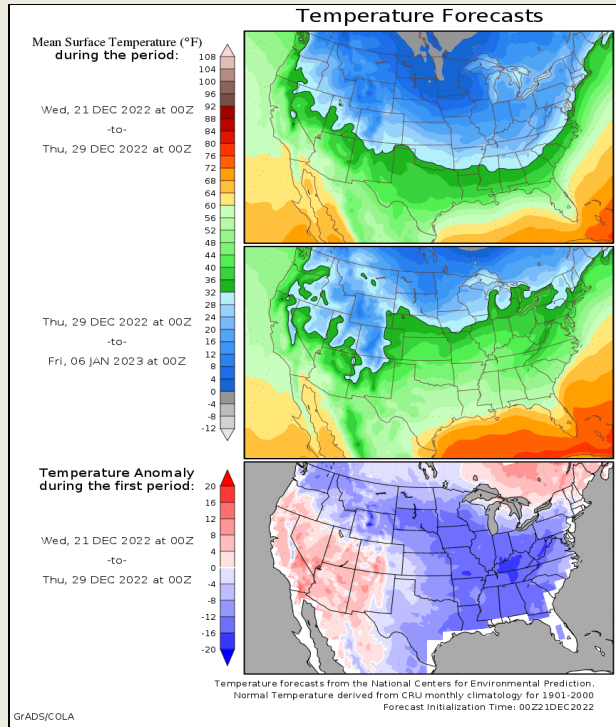 Temperature Forecasts
Mean Surface Temperature (°F)
during the period:
108
104
100
96
92
88
84
80
76
72
68
64
60
56
52
48
44
40
36
32
28
24
20
16
12
8
4
0
-4
-8
-12
Wed, 21 DEC 2022 at 00Z
-to-
Thu, 29 DEC 2022 at 00Z
Thu, 29 DEC 2022 at 00Z
-to-
Fri, 06 JAN 2023 at 00Z
Temperature Anomaly
during the first period:
20
16
12
8
4
0
-4
-8
-12
-16
-20
Wed, 21 DEC 2022 at 00Z
-to-
Thu, 29 DEC 2022 at 00Z
Temperature forecasts from the National Centers for Environmental Prediction.
Normal Temperature derived from CRU monthly climatology for 1901-2000
Forecast Initialization Time: 00Z21DEC2022
GrADS/COLA